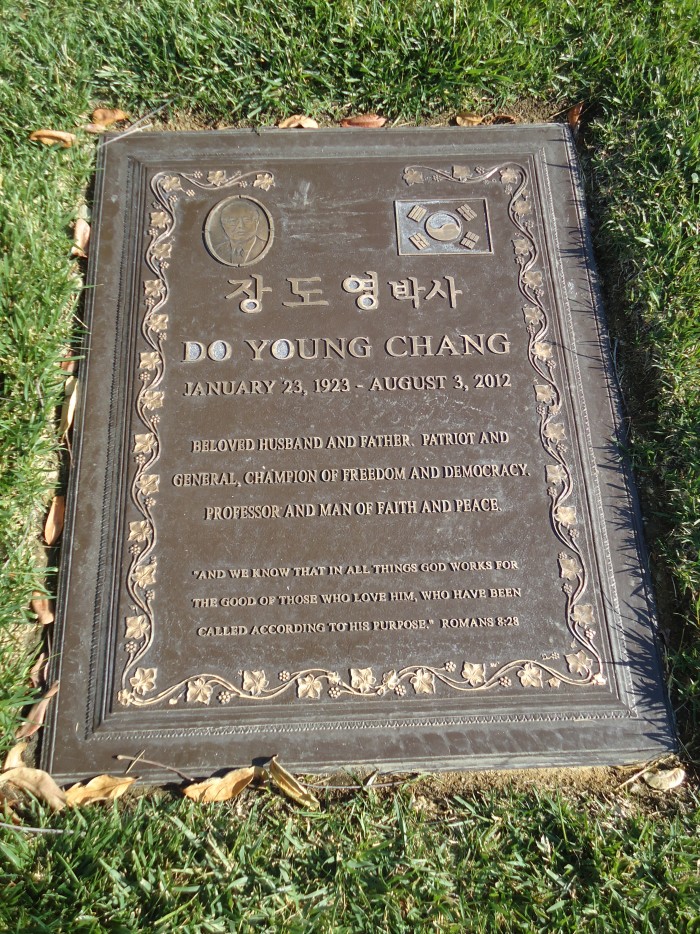 장 도 영 박사
DO YOUNG CHANG
JANUARY 23, 1923 - AUGUST 3, 2012
BELOVED HUSBAND AND FATHER. PATRIOT AND
GENERAL, CHAMPION OF FREEDOM AND DEMOCRACY.
PROFESSOR AND MAN OF FAITH AND PEACE.
"AND WE KNOW THAT IN ALL THINGS GOD WORKS FOR
THE GOOD OF THOSE WHO LOVE HIM, WHO HAVE BEEN
CALLED ACCORDING TO HIS PURPOSE." ROMANS 8:28